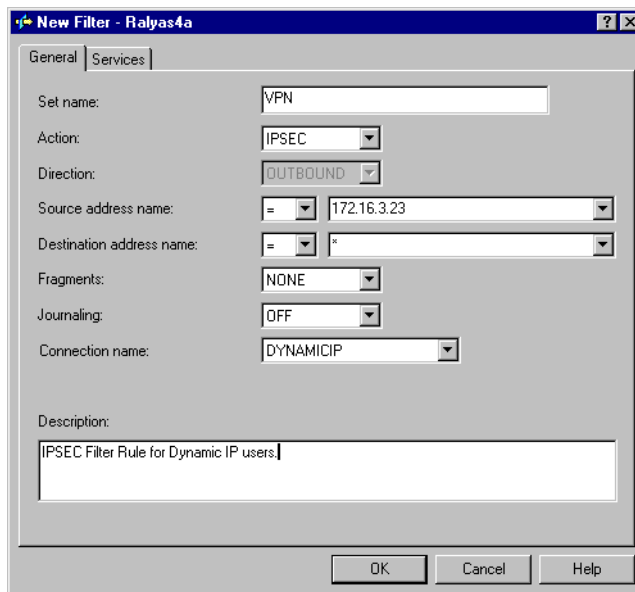 New Filter - Ralyas4a
General Services
Set name: VPN
Action: IPSEC
Direction: OUTBOUND
Source address name: = 172.16.3.23
Destination address name: = *
Fragments: NONE
Journaling: OFF
Connection name: DYNAMICIP
Description:
IPSEC Filter Rule for Dynamic IP users.
OK Cancel Help